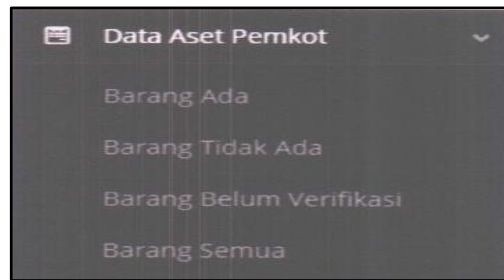 Data Aset Pemkot
Barang Ada
Barang Tidak Ada
Barang Belum Verifikasi
Barang Semua